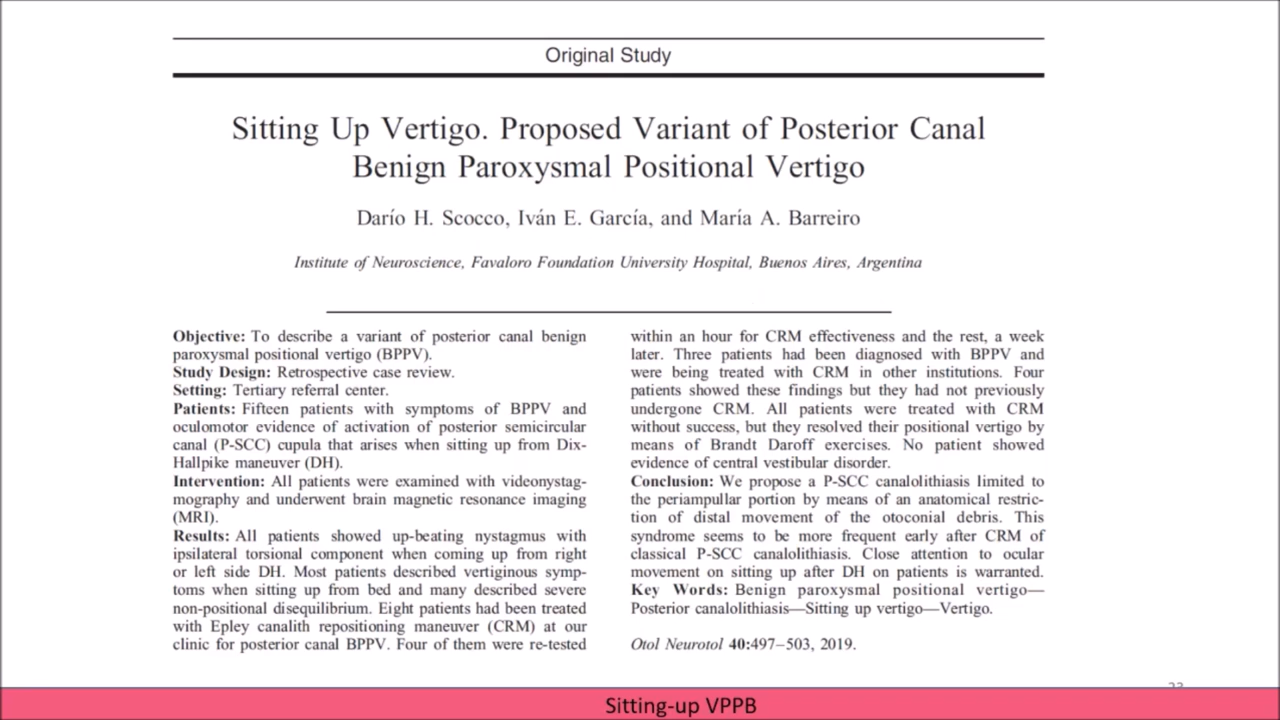 Original Study
Sitting Up Vertigo. Proposed Variant of Posterior Canal
Benign Paroxysmal Positional Vertigo
Darío H. Scocco, Iván E. García, and María A. Barreiro
Institute of Neuroscience, Favaloro Foundation University Hospital, Buenos Aires, Argentina
Objective: To describe a variant of posterior canal benign
paroxysmal positional vertigo (BPPV).
Study Design: Retrospective case review.
Setting: Tertiary referral center.
Patients: Fifteen patients with symptoms of BPPV and
oculomotor evidence of activation of posterior semicircular
canal (P-SCC) cupula that arises when sitting up from Dix-
Hallpike maneuver (DH).
Intervention: All patients were examined with videonystag-
mography and underwent brain magnetic resonance imaging
(MRI).
Results: All patients showed up-beating nystagmus with
ipsilateral torsional component when coming up from right
or left side DH. Most patients described vertiginous symp-
toms when sitting up from bed and many described severe
non-positional disequilibrium. Eight patients had been treated
with Epley canalith repositioning maneuver (CRM) at our
clinic for posterior canal BPPV. Four of them were re-tested
within an hour for CRM effectiveness and the rest, a week
later. Three patients had been diagnosed with BPPV and
were being treated with CRM in other institutions. Four
patients showed these findings but they had not previously
undergone CRM. All patients were treated with CRM
without success, but they resolved their positional vertigo by
means of Brandt Daroff exercises. No patient showed
evidence of central vestibular disorder.
Conclusion: We propose a P-SCC canalolithiasis limited to
the periampullar portion by means of an anatomical restric-
tion of distal movement of the otoconial debris. This
syndrome seems to be more frequent early after CRM of
classical P-SCC canalolithiasis. Close attention to ocular
movement on sitting up after DH on patients is warranted.
Key Words: Benign paroxysmal positional vertigo—
Posterior canalolithiasis—Sitting up vertigo—Vertigo.
Otol Neurotol 40:497–503, 2019.
Sitting-up VPPB